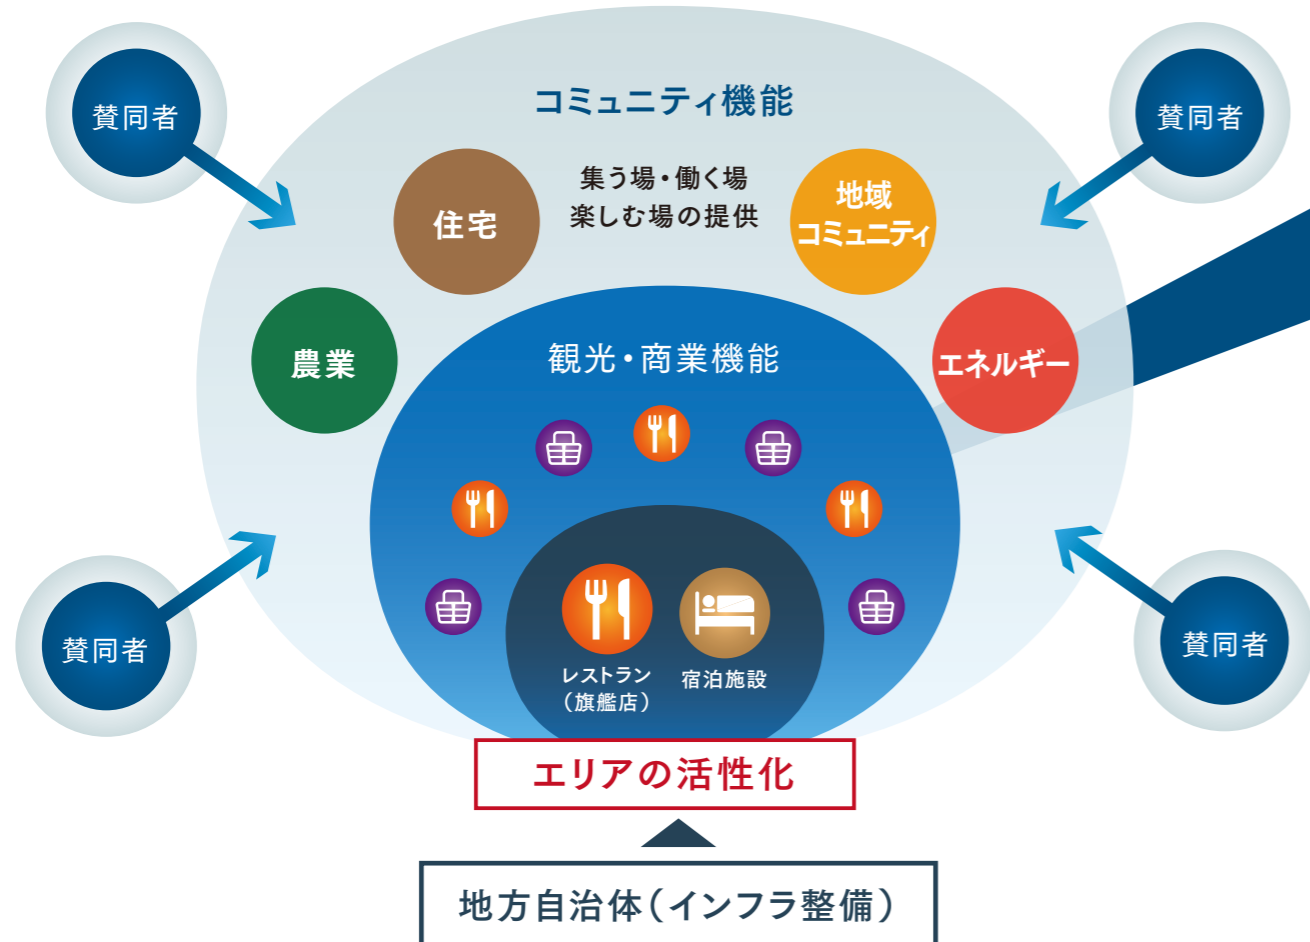 コミュニティ機能
賛同者
賛同者
集う場・働く場
楽しむ場の提供
住宅
地域
コミュニティ
農業
観光・商業機能
エネルギー
賛同者
賛同者
レストラン
（旗艦店）
宿泊施設
エリアの活性化
地方自治体（インフラ整備）